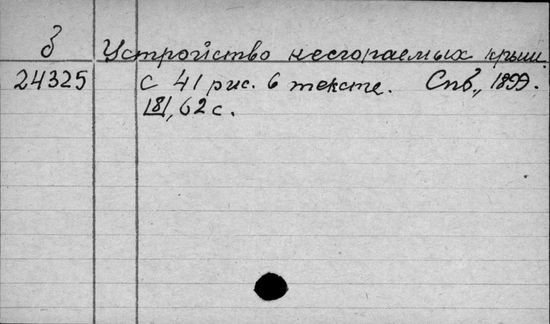 б Устройство несгораемых крыш.
24325 С 41 рис. в тексте. Спб., 1899.
|8|, 62 с.